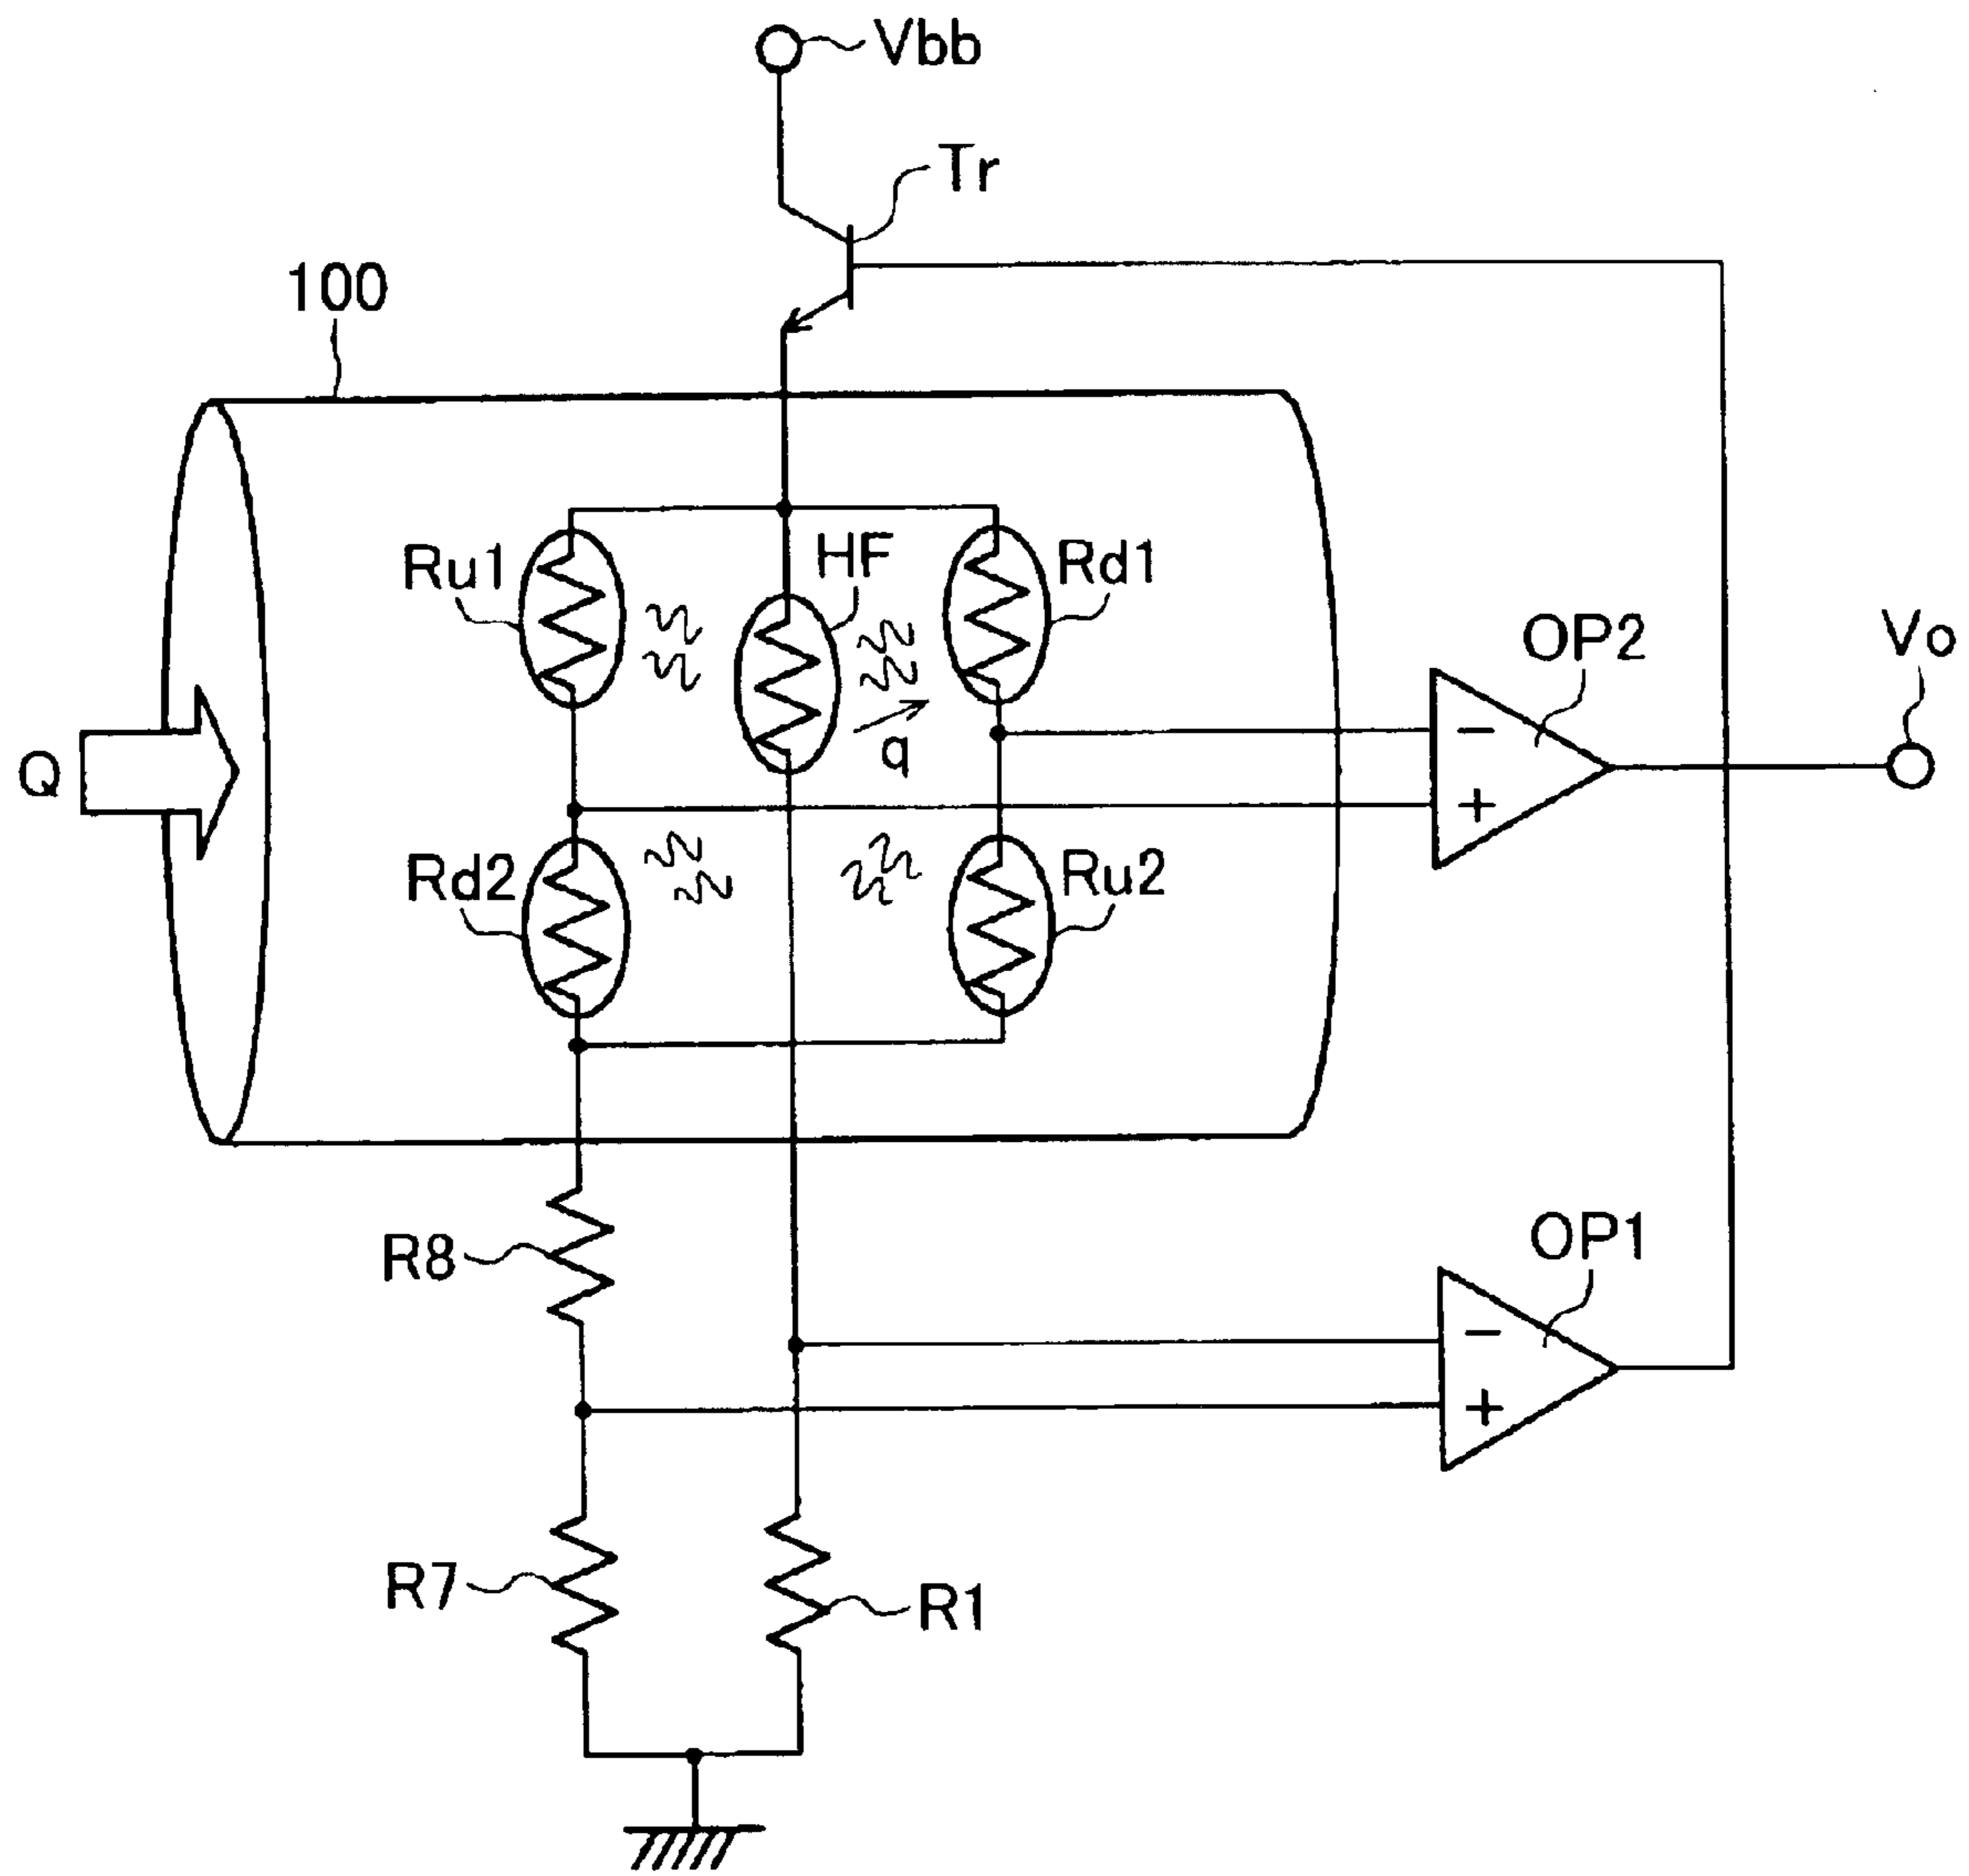 Vbb
Tr
100
Ru1
HF
Rd1
OP2
Vo
Q
q
−
+
Rd2
Ru2
R8
OP1
−
+
R7
R1